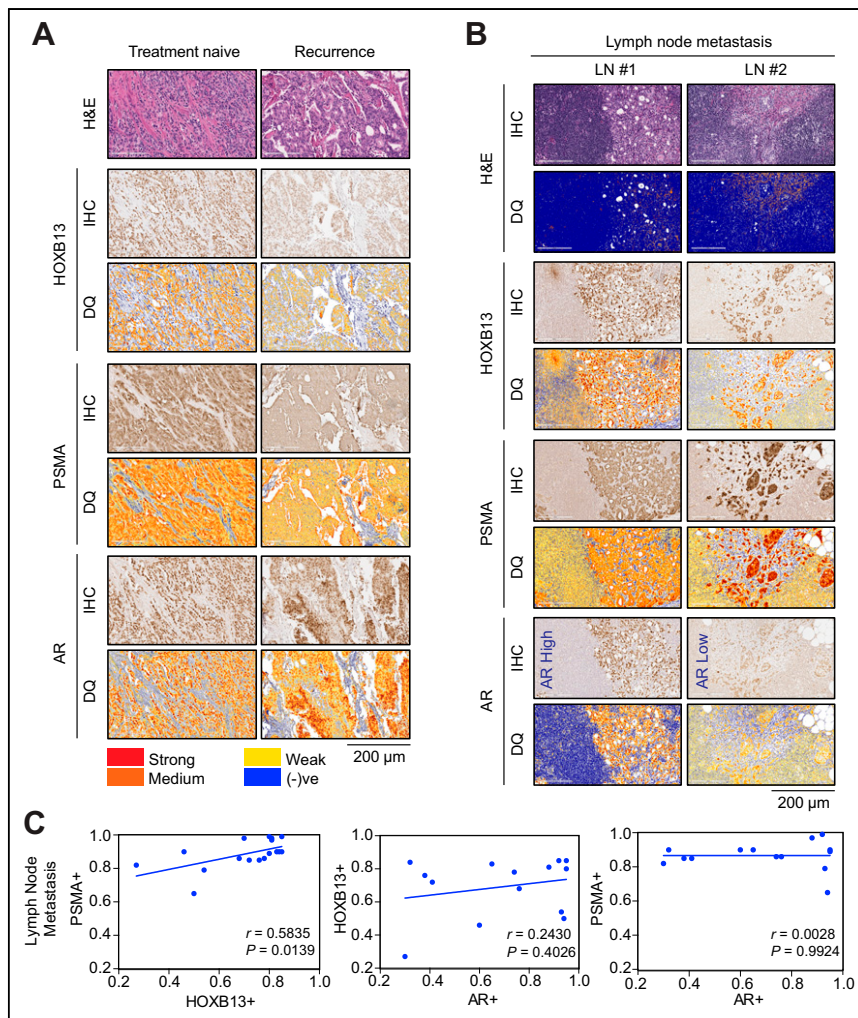 A
Treatment naive
Recurrence
H&E
HOXB13
IHC
DQ
PSMA
IHC
DQ
AR
IHC
DQ
Strong
Medium
Weak
(-)ve
200 µm
B
Lymph node metastasis
LN #1
LN #2
H&E
IHC
DQ
HOXB13
IHC
DQ
PSMA
IHC
DQ
AR
IHC
AR High
AR Low
DQ
200 µm
C
Lymph Node
Metastasis
PSMA+
1.0
0.8
0.6
0.4
0.2
r = 0.5835
P = 0.0139
0.2
0.4
0.6
0.8
1.0
HOXB13+
HOXB13+
1.0
0.8
0.6
0.4
0.2
r = 0.2430
P = 0.4026
0.2
0.4
0.6
0.8
1.0
AR+
PSMA+
1.0
0.8
0.6
0.4
0.2
r = 0.0028
P = 0.9924
0.2
0.4
0.6
0.8
1.0
AR+